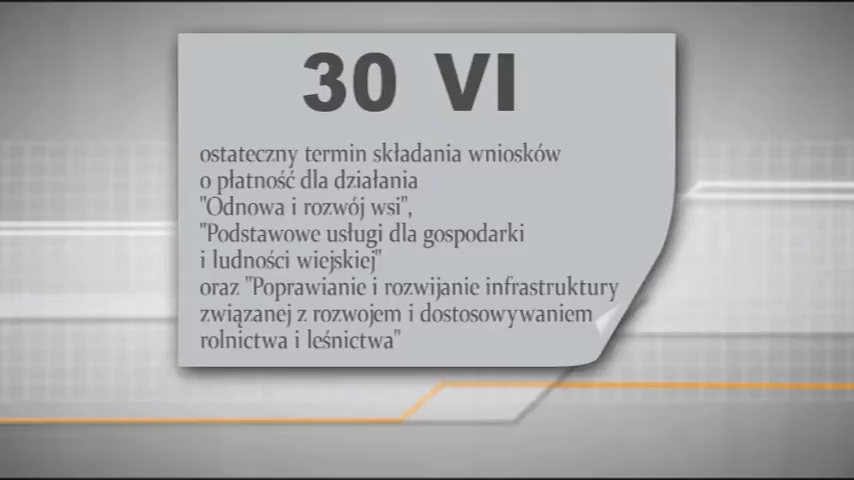 30 VI
ostateczny termin składania wniosków
o płatność dla działania
"Odnowa i rozwój wsi",
"Podstawowe usługi dla gospodarki
i ludności wiejskiej"
oraz "Poprawianie i rozwijanie infrastruktury
związanej z rozwojem i dostosowywaniem
rolnictwa i leśnictwa"